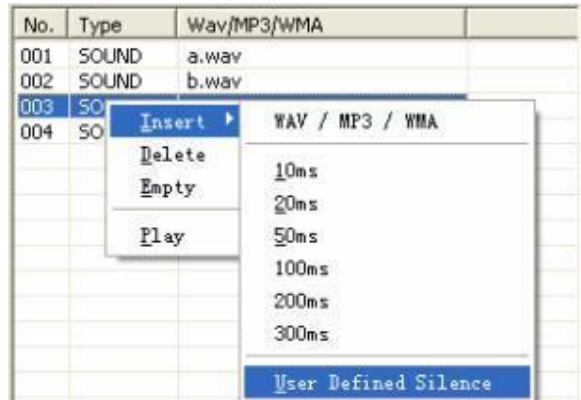 No. Type Wav/MP3/WMA
001 SOUND a.wav
002 SOUND b.wav
003 SO
004 SO
Insert
Delete
Empty
Play
WAV / MP3 / WMA
10ms
20ms
50ms
100ms
200ms
300ms
User Defined Silence